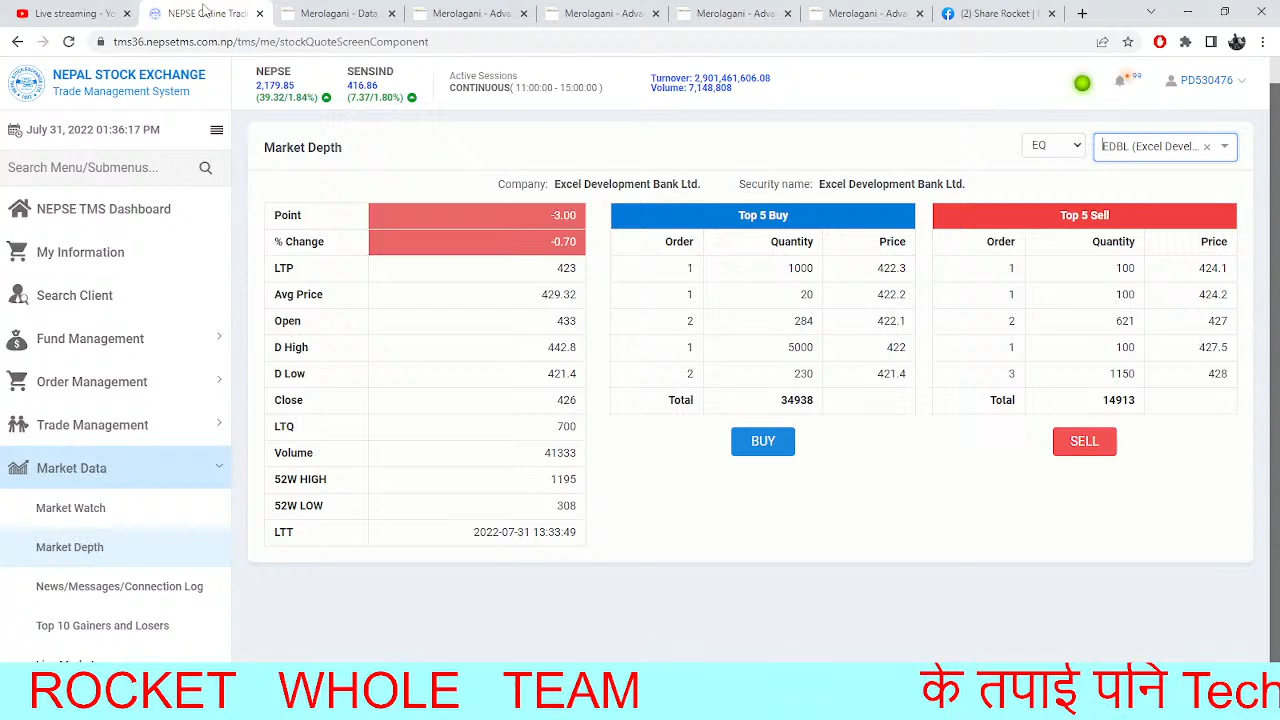 Live streaming - Yo
NEPSE Online Trad
Merolagani - Data
Merolagani - Adva
Merolagani - Adva
Merolagani - Adva
Merolagani - Adva
(2) Share Rocket [
tms36.nepsetms.com.np/tms/me/stockQuoteScreenComponent
NEPAL STOCK EXCHANGE
Trade Management System
NEPSE
2,179.85
(39.32/1.84%)
SENSIND
416.86
(7.37/1.80%)
Active Sessions
CONTINUOUS( 11:00:00 - 15:00:00 )
Turnover: 2,901,461,606.08
Volume: 7,148,808
99
PD530476
July 31, 2022 01:36:17 PM
Search Menu/Submenus...
NEPSE TMS Dashboard
My Information
Search Client
Fund Management
Order Management
Trade Management
Market Data
Market Watch
Market Depth
News/Messages/Connection Log
Top 10 Gainers and Losers
Market Depth
EQ
EDBL (Excel Devel...
Company: Excel Development Bank Ltd.
Security name: Excel Development Bank Ltd.
Point -3.00
% Change -0.70
LTP 423
Avg Price 429.32
Open 433
D High 442.8
D Low 421.4
Close 426
LTQ 700
Volume 41333
52W HIGH 1195
52W LOW 308
LTT 2022-07-31 13:33:49
Top 5 Buy
Order Quantity Price
1 1000 422.3
1 20 422.2
2 284 422.1
1 5000 422
2 230 421.4
Total 34938
BUY
Top 5 Sell
Order Quantity Price
1 100 424.1
1 100 424.2
2 621 427
1 100 427.5
3 1150 428
Total 14913
SELL
ROCKET WHOLE TEAM के तपाई पनि Tech